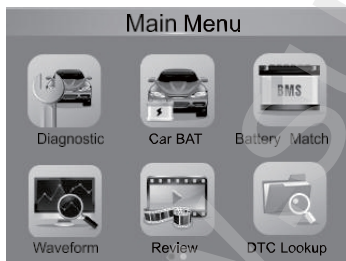 Main Menu
BMS
Diagnostic Car BAT Battery Match
Waveform Review DTC Lookup